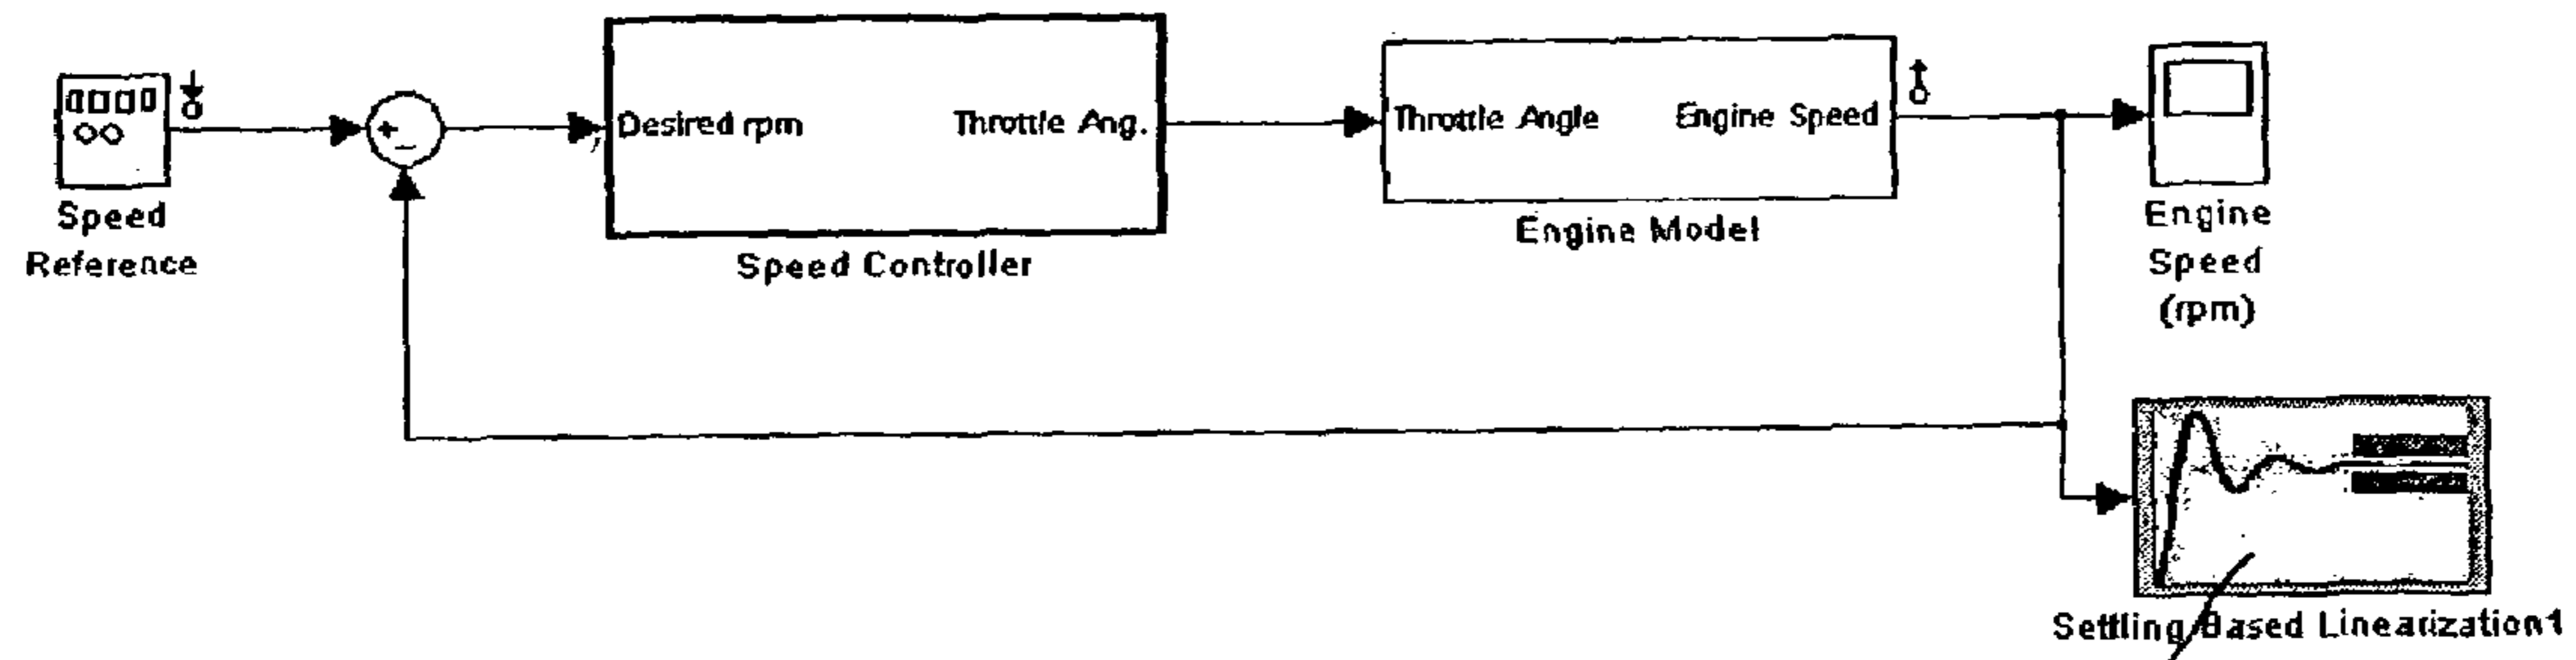 Speed
Reference
+
−
Desired rpm
Throttle Ang.
Speed Controller
Throttle Angle
Engine Speed
Engine Model
Engine
Speed
(rpm)
Settling Based Linearization1